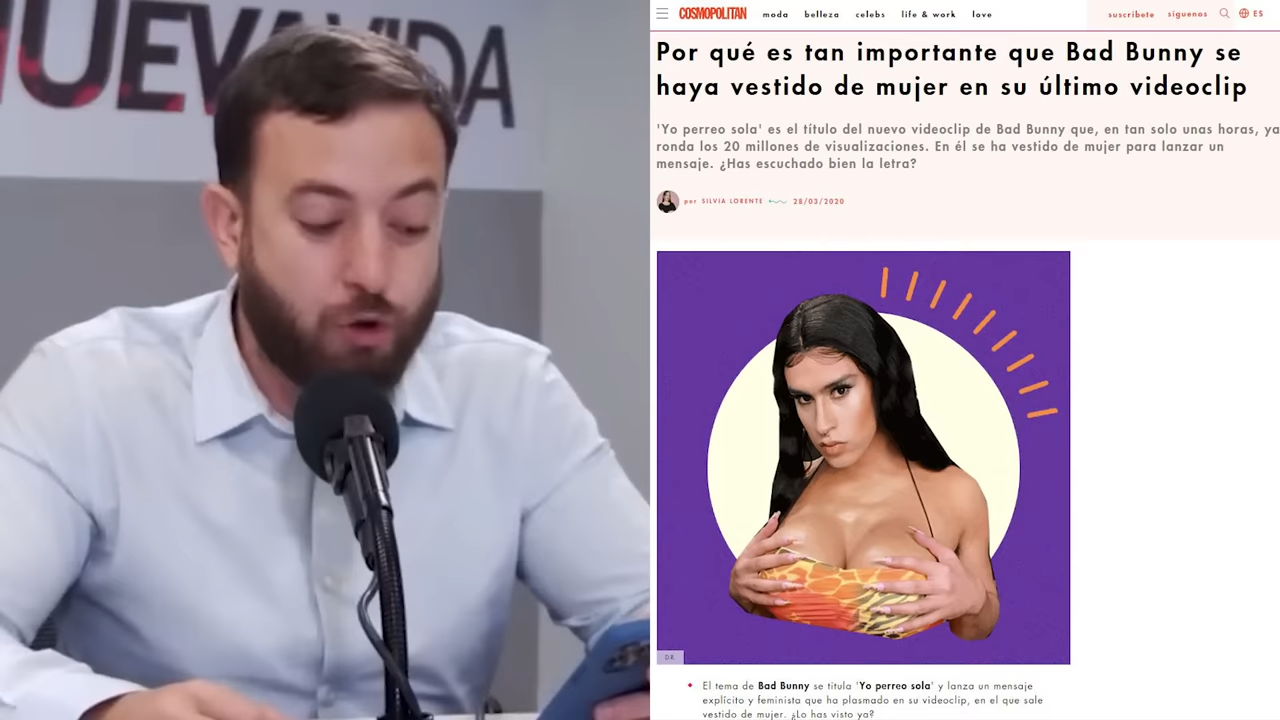 NUEVA VIDA
COSMOPOLITAN moda belleza celebs life & work love suscríbete síguenos ES
Por qué es tan importante que Bad Bunny se
haya vestido de mujer en su último videoclip
'Yo perreo sola' es el título del nuevo videoclip de Bad Bunny que, en tan solo unas horas, ya
ronda los 20 millones de visualizaciones. En él se ha vestido de mujer para lanzar un
mensaje. ¿Has escuchado bien la letra?
por SILVIA LORENTE 28/03/2020
DR
El tema de Bad Bunny se titula 'Yo perreo sola' y lanza un mensaje
explícito y feminista que ha plasmado en su videoclip, en el que sale
vestido de mujer. ¿Lo has visto ya?